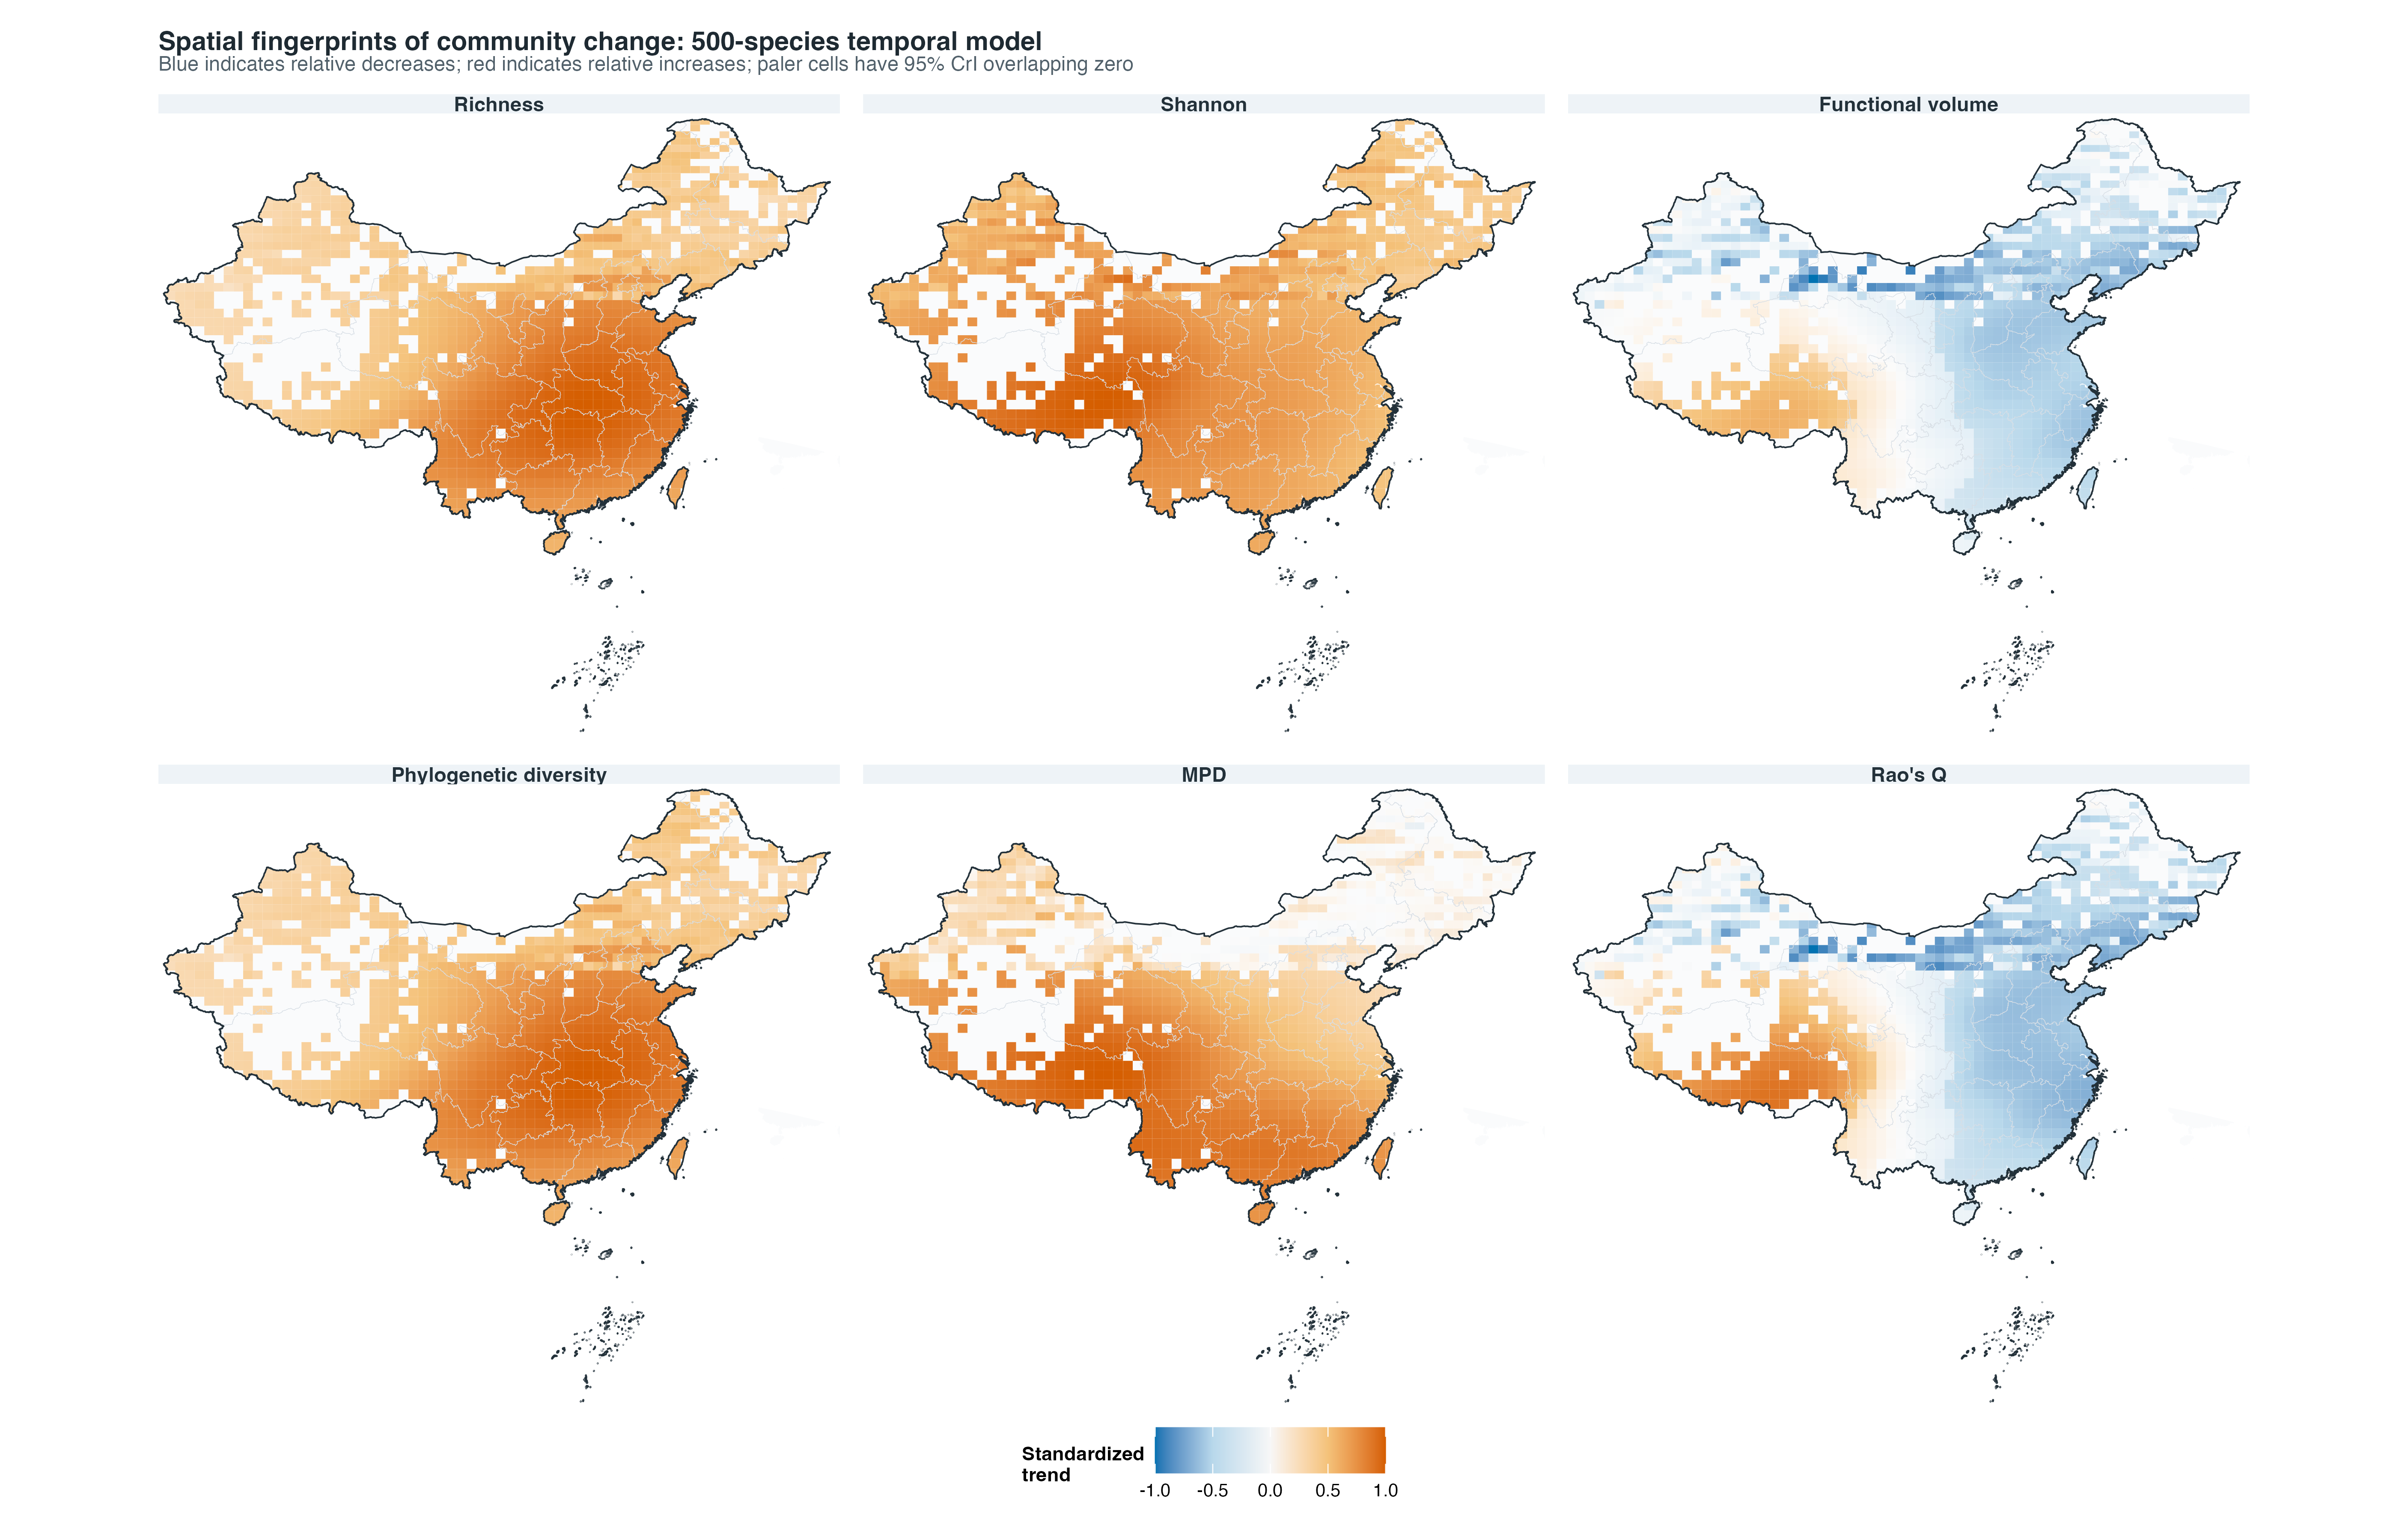 Spatial fingerprints of community change: 500-species temporal model
Blue indicates relative decreases; red indicates relative increases; paler cells have 95% CrI overlapping zero
Richness
Shannon
Functional volume
Phylogenetic diversity
MPD
Rao's Q
Standardized
trend
-1.0 -0.5 0.0 0.5 1.0